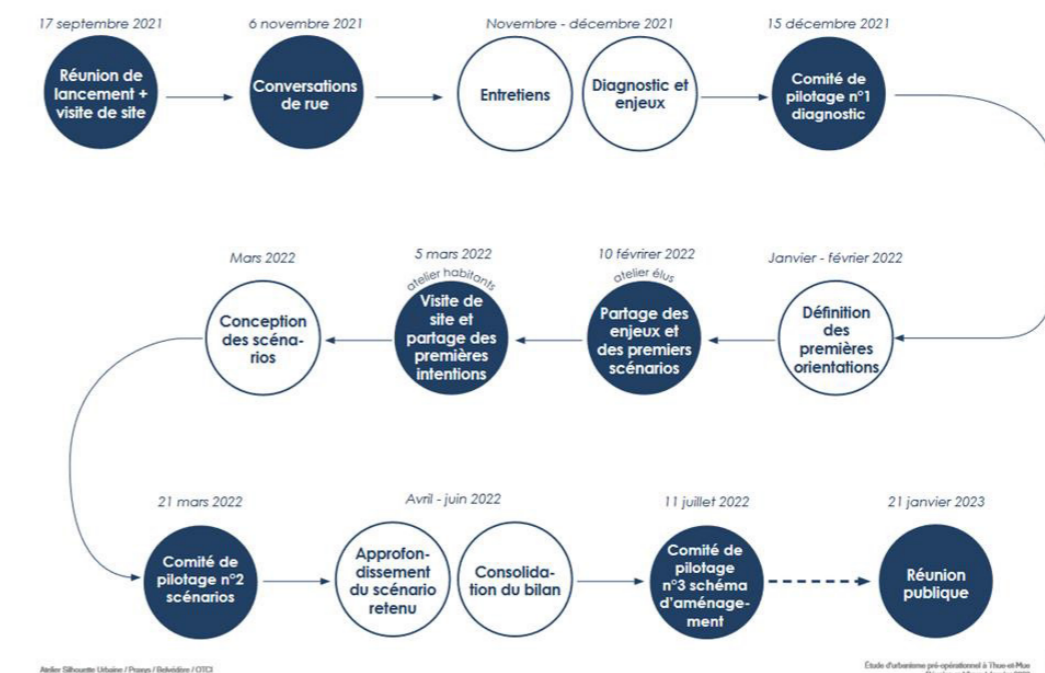 17 septembre 2021
Réunion de
lancement +
visite de site
6 novembre 2021
Conversations
de rue
Novembre - décembre 2021
Entretiens
Diagnostic et
enjeux
15 décembre 2021
Comité de
pilotage n°1
diagnostic
Janvier - février 2022
Définition
des
premières
orientations
10 févrirer 2022
atelier élus
Partage des
enjeux et
des premiers
scénarios
5 mars 2022
atelier habitants
Visite de
site et
partage des
premières
intentions
Mars 2022
Conception
des scéna-
rios
21 mars 2022
Comité de
pilotage n°2
scénarios
Avril - juin 2022
Approfon-
dissement
du scénario
retenu
Consolida-
tion du bilan
11 juillet 2022
Comité de
pilotage
n°3 schéma
d'aménage-
ment
21 janvier 2023
Réunion
publique
Atelier Silhouette Urbaine / / Belvédère /
Étude d'urbanisme pré-opérationnel à Thue-et-Mue